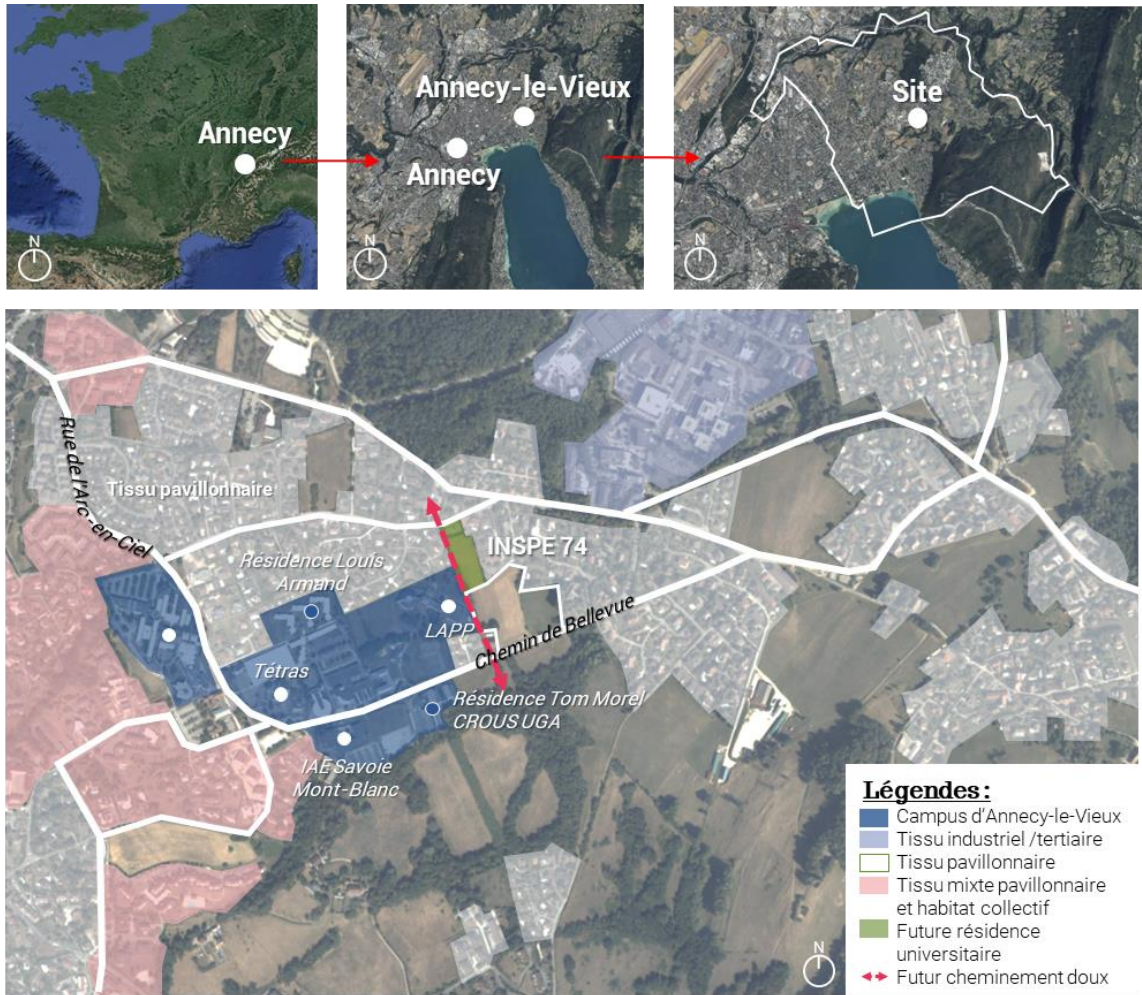 Annecy
N
Annecy-le-Vieux
Annecy
N
Site
N
Rue de l'Arc-en-Ciel
Tissu pavillonnaire
Résidence Louis
Armand
INSPE 74
LAPP
Chemin de Bellevue
Tétras
Résidence Tom Morel
CROUS UGA
IAE Savoie
Mont-Blanc
N
Légendes :
Campus d'Annecy-le-Vieux
Tissu industriel /tertiaire
Tissu pavillonnaire
Tissu mixte pavillonnaire
et habitat collectif
Future résidence
universitaire
Futur cheminement doux